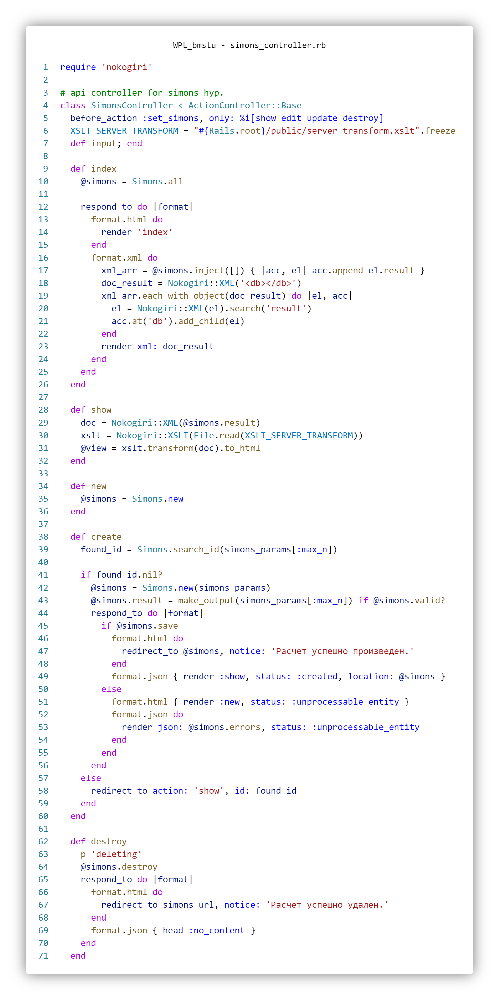 WPL_bmstu - simons_controller.rb
1 require 'nokogiri'
2
3 # api controller for simons hyp.
4 class SimonsController < ActionController::Base
5   before_action :set_simons, only: %i[show edit update destroy]
6   XSLT_SERVER_TRANSFORM = "#{Rails.root}/public/server_transform.xslt".freeze
7   def input; end
8
9   def index
10     @simons = Simons.all
11
12     respond_to do |format|
13       format.html do
14         render 'index'
15       end
16       format.xml do
17         xml_arr = @simons.inject([]) { |acc, el| acc.append el.result }
18         doc_result = Nokogiri::XML('<db></db>')
19         xml_arr.each_with_object(doc_result) do |el, acc|
20           el = Nokogiri::XML(el).search('result')
21           acc.at('db').add_child(el)
22         end
23         render xml: doc_result
24       end
25     end
26   end
27
28   def show
29     doc = Nokogiri::XML(@simons.result)
30     xslt = Nokogiri::XSLT(File.read(XSLT_SERVER_TRANSFORM))
31     @view = xslt.transform(doc).to_html
32   end
33
34   def new
35     @simons = Simons.new
36   end
37
38   def create
39     found_id = Simons.search_id(simons_params[:max_n])
40
41     if found_id.nil?
42       @simons = Simons.new(simons_params)
43       @simons.result = make_output(simons_params[:max_n]) if @simons.valid?
44       respond_to do |format|
45         if @simons.save
46           format.html do
47             redirect_to @simons, notice: 'Расчет успешно произведен.'
48           end
49           format.json { render :show, status: :created, location: @simons }
50         else
51           format.html { render :new, status: :unprocessable_entity }
52           format.json do
53             render json: @simons.errors, status: :unprocessable_entity
54           end
55         end
56       end
57     else
58       redirect_to action: 'show', id: found_id
59     end
60   end
61
62   def destroy
63     p 'deleting'
64     @simons.destroy
65     respond_to do |format|
66       format.html do
67         redirect_to simons_url, notice: 'Расчет успешно удален.'
68       end
69       format.json { head :no_content }
70     end
71   end